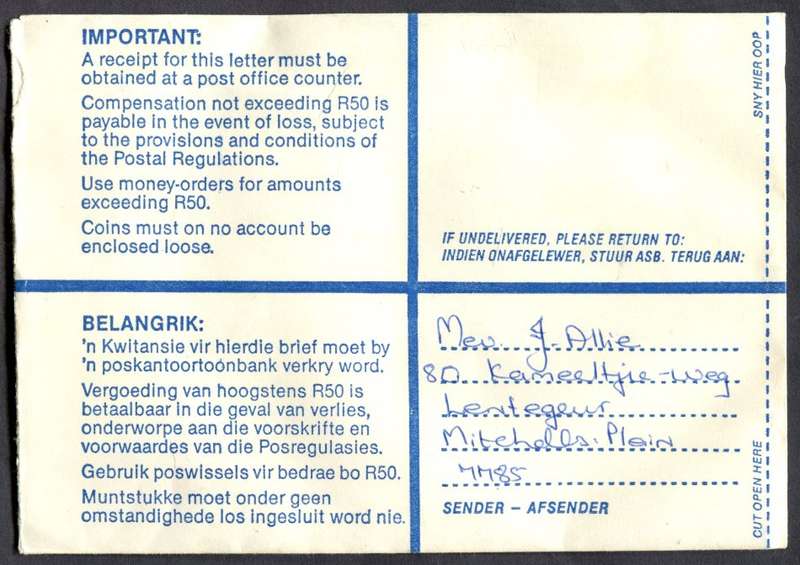 IMPORTANT:
A receipt for this letter must be
obtained at a post office counter.
Compensation not exceeding R50 is
payable in the event of loss, subject
to the provisions and conditions of
the Postal Regulations.
Use money-orders for amounts
exceeding R50.
Coins must on no account be
enclosed loose.
SNY HIER OOP
IF UNDELIVERED, PLEASE RETURN TO:
INDIEN ONAFGELEWER, STUUR ASB. TERUG AAN:
BELANGRIK:
'n Kwitansie vir hierdie brief moet by
'n poskantoortoónbank verkry word.
Vergoeding van hoogstens R50 is
betaalbaar in die geval van verlies,
onderworpe aan die voorskrifte en
voorwaardes van die Posregulasies.
Gebruik poswissels vir bedrae bo R50.
Muntstukke moet onder geen
omstandighede los ingesluit word nie.
Mev. J. Allie
80 Kameeltjie-weg
Lentegeur
Mitchells Plain
7785
SENDER – AFSENDER
CUT OPEN HERE